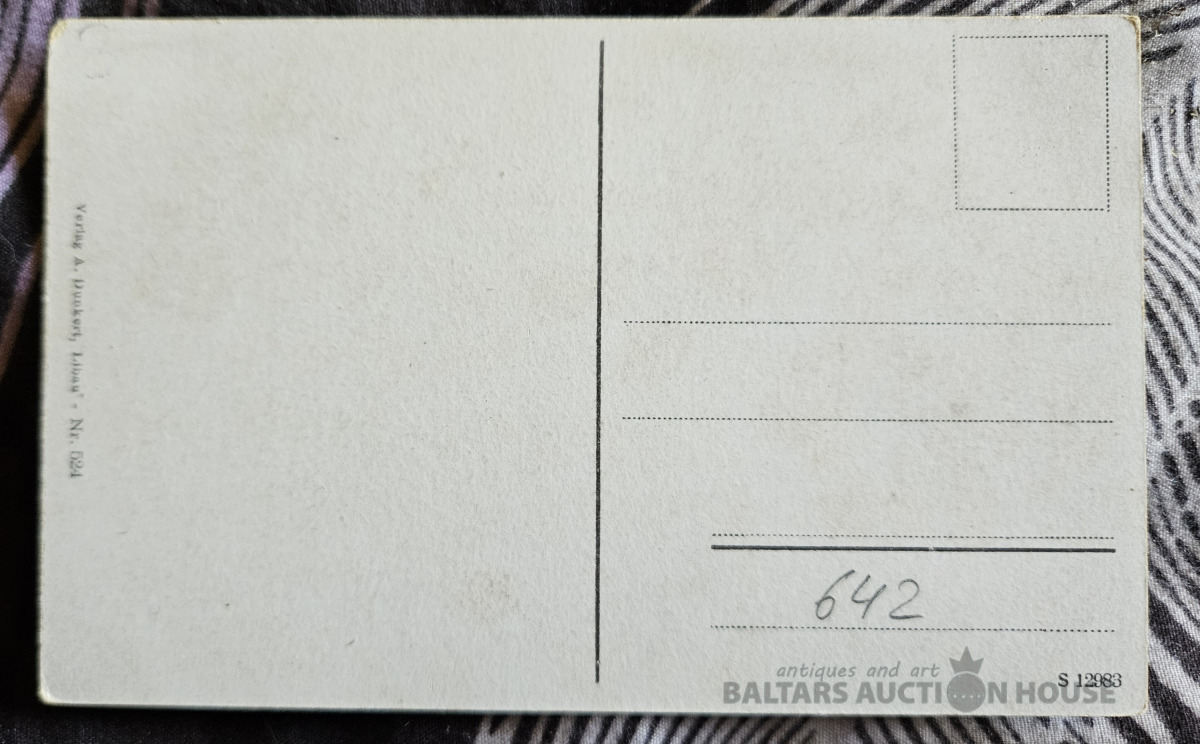 Verlag A. Dunkert, Libau - Nr. 524
642
S 12983
antiques and art
BALTARS AUCTION HOUSE